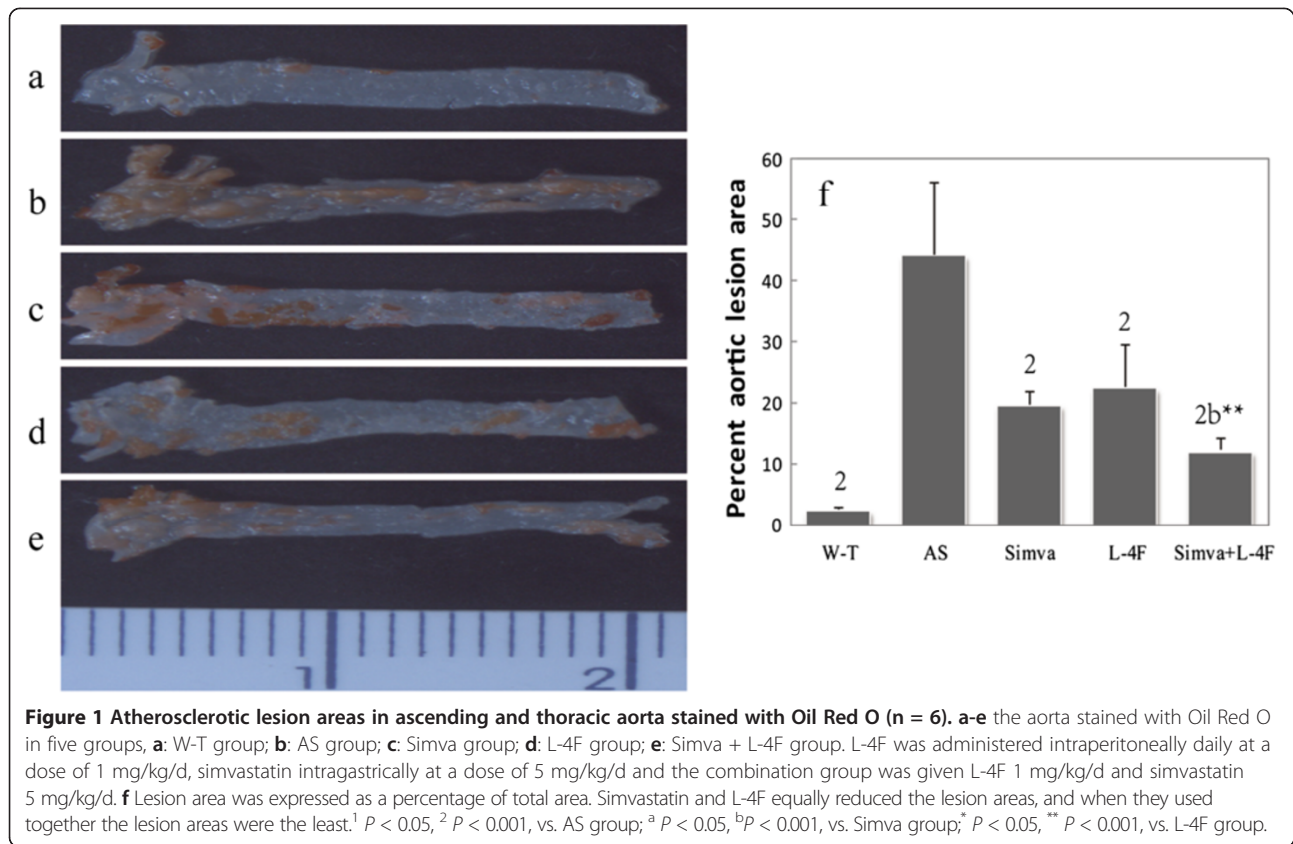 a
b
c
d
e
1 2
f
Percent aortic lesion area
60
50
40
30
20
10
0
2
2
2
2b**
W-T AS Simva L-4F Simva+L-4F
Figure 1 Atherosclerotic lesion areas in ascending and thoracic aorta stained with Oil Red O (n = 6). a-e the aorta stained with Oil Red O
in five groups, a: W-T group; b: AS group; c: Simva group; d: L-4F group; e: Simva + L-4F group. L-4F was administered intraperitoneally daily at a
dose of 1 mg/kg/d, simvastatin intragastrically at a dose of 5 mg/kg/d and the combination group was given L-4F 1 mg/kg/d and simvastatin
5 mg/kg/d. f Lesion area was expressed as a percentage of total area. Simvastatin and L-4F equally reduced the lesion areas, and when they used
together the lesion areas were the least.¹ P < 0.05, ² P < 0.001, vs. AS group; ᵃ P < 0.05, ᵇP < 0.001, vs. Simva group;* P < 0.05, ** P < 0.001, vs. L-4F group.